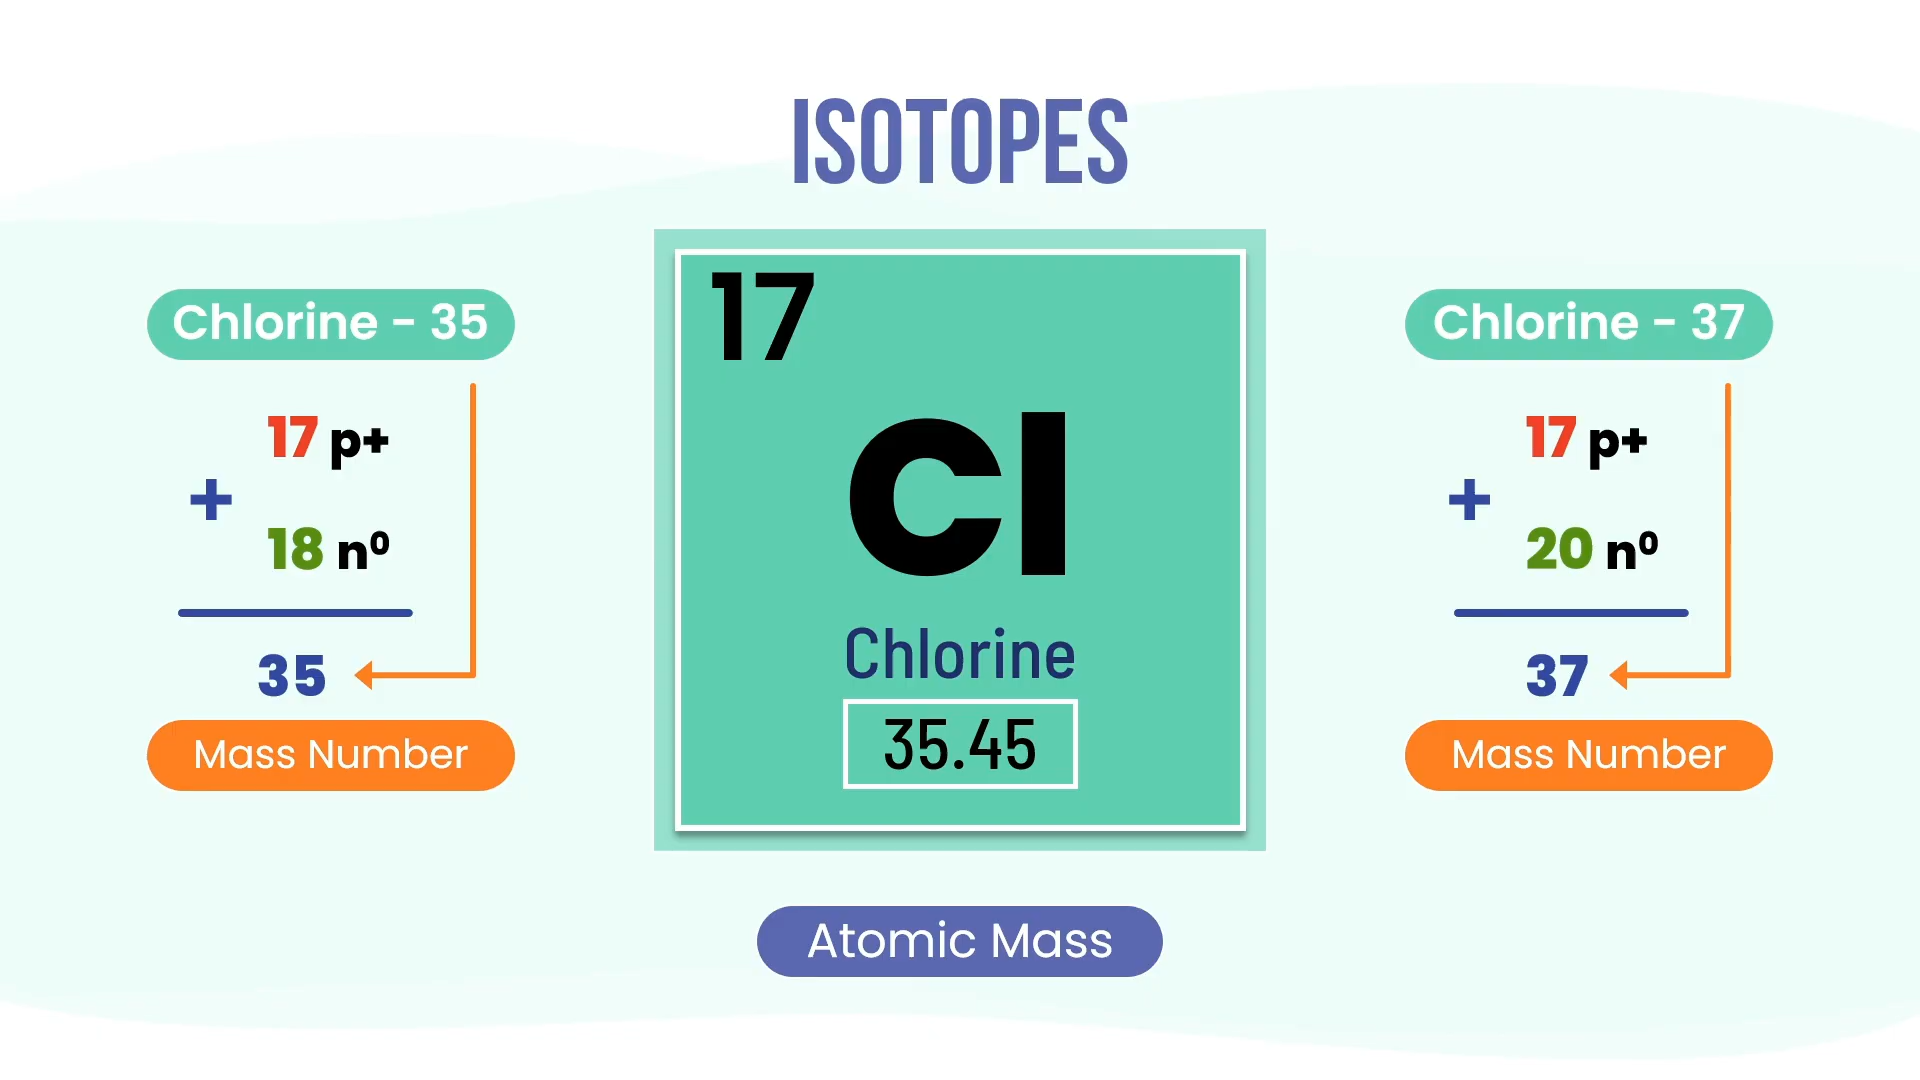 ISOTOPES
Chlorine - 35
17 p+
+
18 n⁰
35
Mass Number
17
Cl
Chlorine
35.45
Atomic Mass
Chlorine - 37
17 p+
+
20 n⁰
37
Mass Number